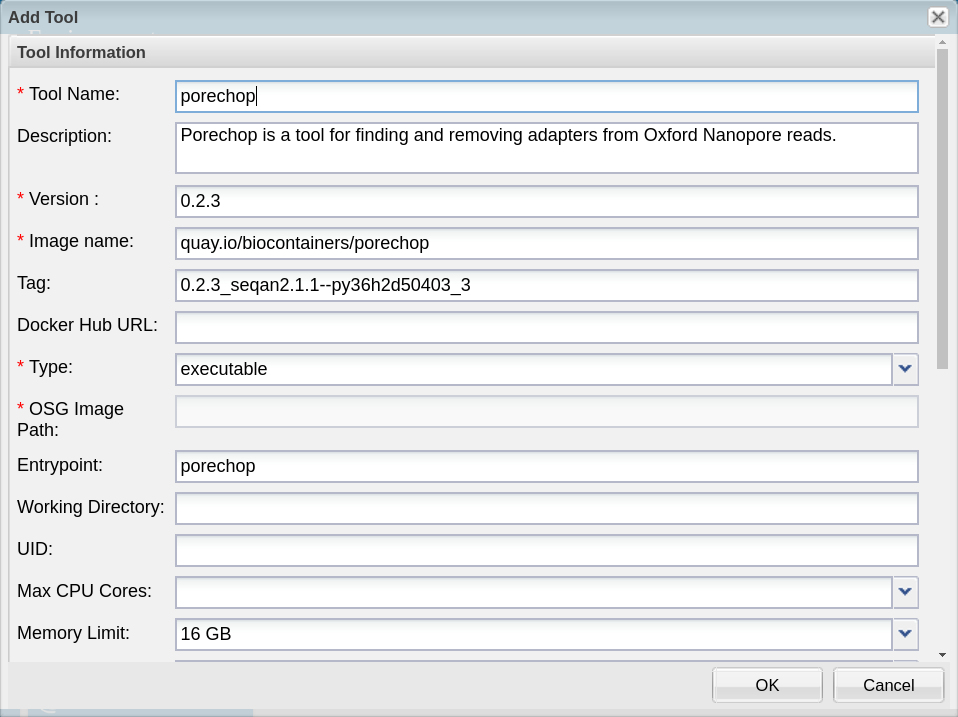 Add Tool
Tool Information
* Tool Name: porechop
Description: Porechop is a tool for finding and removing adapters from Oxford Nanopore reads.
* Version : 0.2.3
* Image name: quay.io/biocontainers/porechop
Tag: 0.2.3_seqan2.1.1--py36h2d50403_3
Docker Hub URL:
* Type: executable
* OSG Image
Path:
Entrypoint: porechop
Working Directory:
UID:
Max CPU Cores:
Memory Limit: 16 GB
OK Cancel